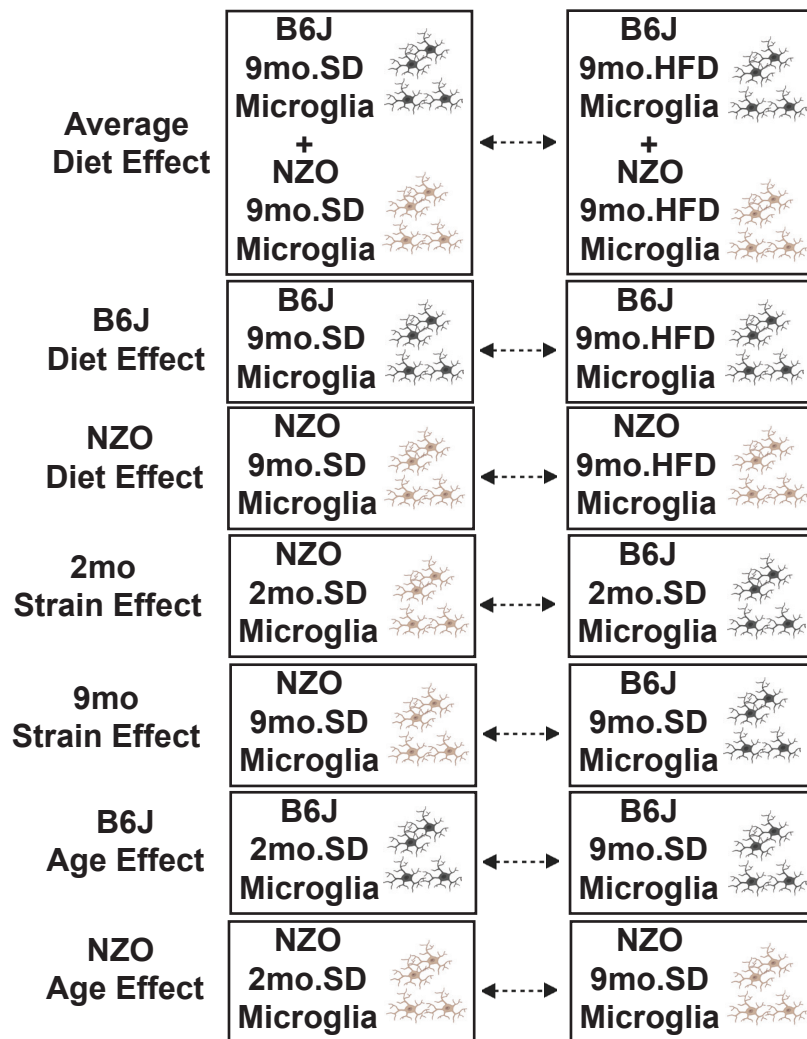 Average
Diet Effect
B6J
9mo.SD
Microglia
+
NZO
9mo.SD
Microglia
B6J
9mo.HFD
Microglia
+
NZO
9mo.HFD
Microglia
B6J
Diet Effect
B6J
9mo.SD
Microglia
B6J
9mo.HFD
Microglia
NZO
Diet Effect
NZO
9mo.SD
Microglia
NZO
9mo.HFD
Microglia
2mo
Strain Effect
NZO
2mo.SD
Microglia
B6J
2mo.SD
Microglia
9mo
Strain Effect
NZO
9mo.SD
Microglia
B6J
9mo.SD
Microglia
B6J
Age Effect
B6J
2mo.SD
Microglia
B6J
9mo.SD
Microglia
NZO
Age Effect
NZO
2mo.SD
Microglia
NZO
9mo.SD
Microglia